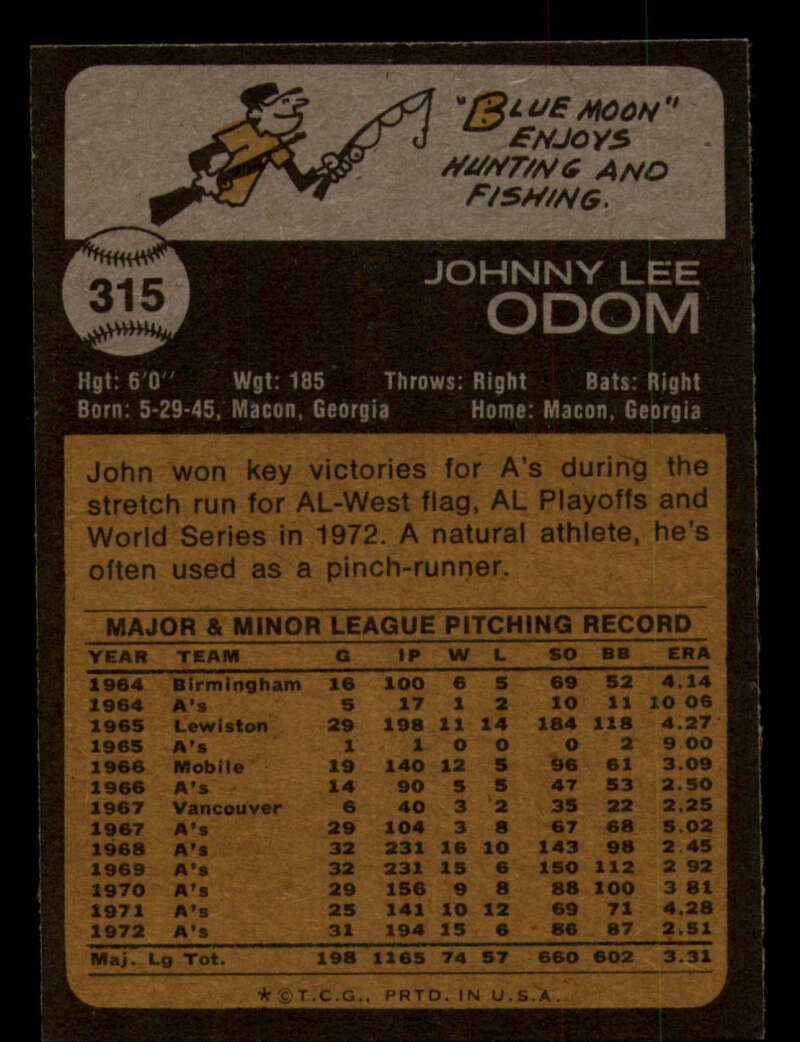 "BLUE MOON"
ENJOYS
HUNTING AND
FISHING.
315
JOHNNY LEE
ODOM
Hgt: 6'0" Wgt: 185 Throws: Right Bats: Right
Born: 5-29-45, Macon, Georgia Home: Macon, Georgia
John won key victories for A's during the
stretch run for AL-West flag, AL Playoffs and
World Series in 1972. A natural athlete, he's
often used as a pinch-runner.
MAJOR & MINOR LEAGUE PITCHING RECORD
YEAR TEAM G IP W L SO BB ERA
1964 Birmingham 16 100 6 5 69 52 4.14
1964 A's 5 17 1 2 10 11 10 06
1965 Lewiston 29 198 11 14 184 118 4.27
1965 A's 1 1 0 0 0 2 9 00
1966 Mobile 19 140 12 5 96 61 3.09
1966 A's 14 90 5 5 47 53 2.50
1967 Vancouver 6 40 3 2 35 22 2.25
1967 A's 29 104 3 8 67 68 5.02
1968 A's 32 231 16 10 143 98 2.45
1969 A's 32 231 15 6 150 112 2 92
1970 A's 29 156 9 8 88 100 3 81
1971 A's 25 141 10 12 69 71 4.28
1972 A's 31 194 15 6 86 87 2.51
Maj. Lg Tot. 198 1165 74 57 660 602 3.31
* © T.C.G., PRTD. IN U.S.A.